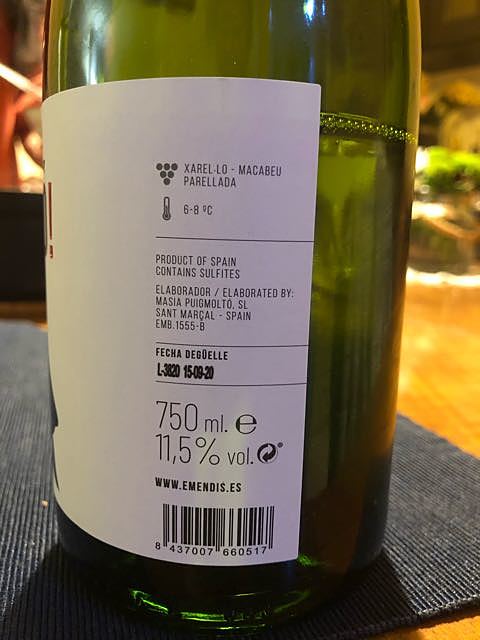 XAREL·LO - MACABEU
PARELLADA
6-8 ºC
PRODUCT OF SPAIN
CONTAINS SULFITES
ELABORADOR / ELABORATED BY:
MASIA PUIGMOLTÓ, SL
SANT MARÇAL - SPAIN
EMB.1555-B
FECHA DEGÜELLE
L-3820 15-09-20
750 ml. ℮
11,5% vol.
WWW.EMENDIS.ES
8 437007 660517